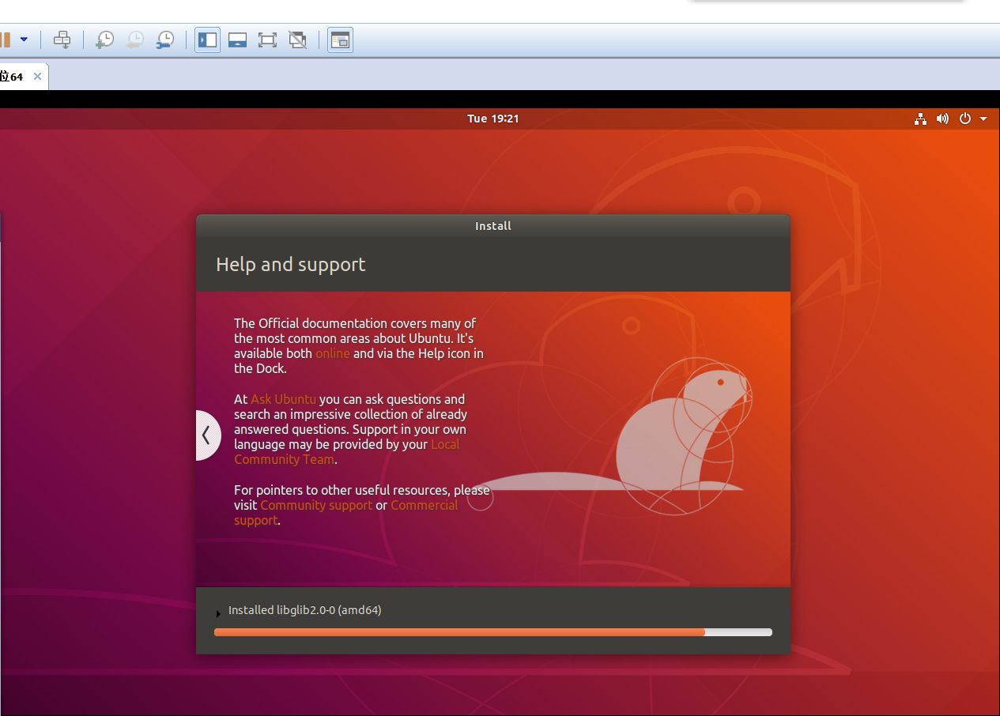 位64
Tue 19:21
Install
Help and support
The Official documentation covers many of
the most common areas about Ubuntu. It's
available both online and via the Help icon in
the Dock.
At Ask Ubuntu you can ask questions and
search an impressive collection of already
answered questions. Support in your own
language may be provided by your Local
Community Team.
For pointers to other useful resources, please
visit Community support or Commercial
support.
Installed libglib2.0-0 (amd64)